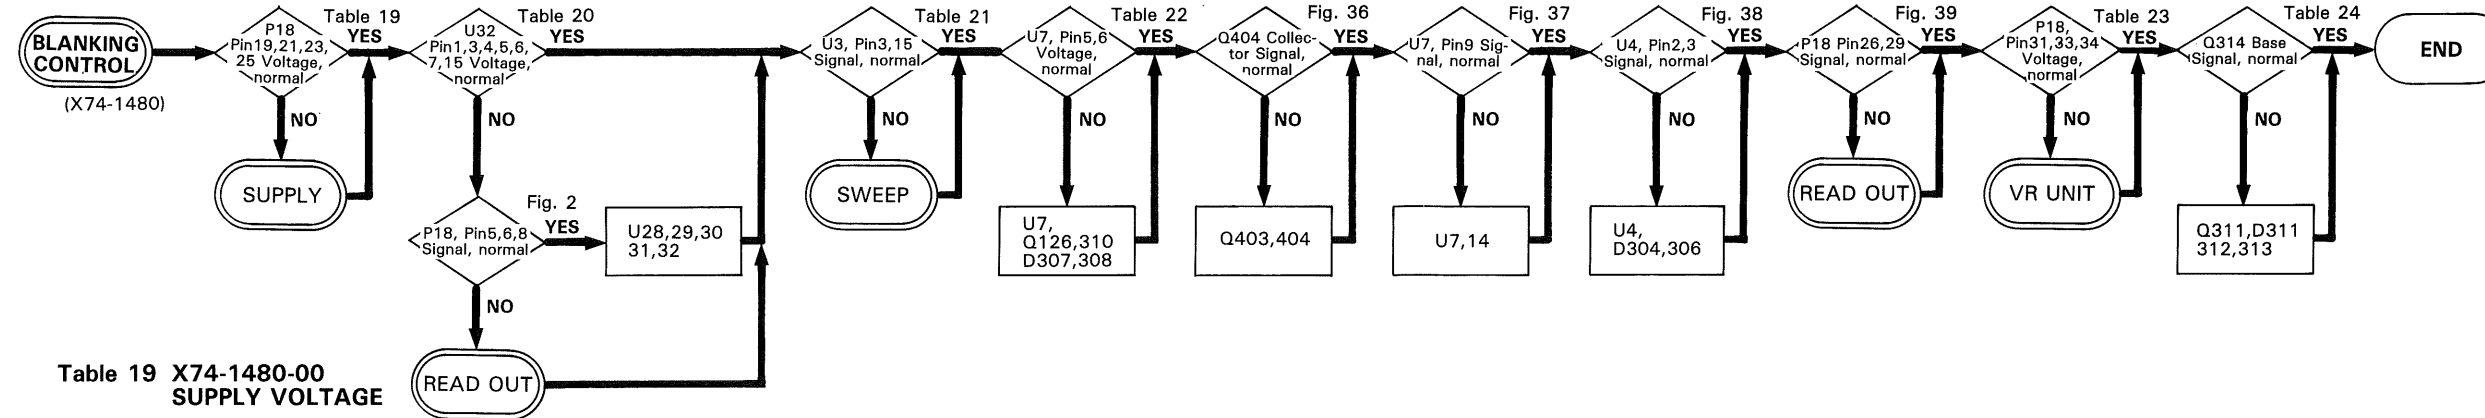 BLANKING
CONTROL
(X74-1480)
P18
Pin19,21,23,
25 Voltage,
normal
Table 19
YES
NO
SUPPLY
U32
Pin1,3,4,5,6,
7,15 Voltage,
normal
Table 20
YES
NO
P18, Pin5,6,8
Signal, normal
Fig. 2
YES
U28,29,30
31,32
NO
READ OUT
U3, Pin3,15
Signal, normal
Table 21
YES
NO
SWEEP
U7, Pin5,6
Voltage,
normal
Table 22
YES
NO
U7,
Q126,310
D307,308
Q404 Collec-
tor Signal,
normal
Fig. 36
YES
NO
Q403,404
U7, Pin9 Sig-
nal, normal
Fig. 37
YES
NO
U7,14
U4, Pin2,3
Signal, normal
Fig. 38
YES
NO
U4,
D304,306
P18 Pin26,29
Signal, normal
Fig. 39
YES
NO
READ OUT
P18,
Pin31,33,34
Voltage,
normal
Table 23
YES
NO
VR UNIT
Q314 Base
Signal, normal
Table 24
YES
NO
Q311,D311
312,313
END
Table 19 X74-1480-00
SUPPLY VOLTAGE